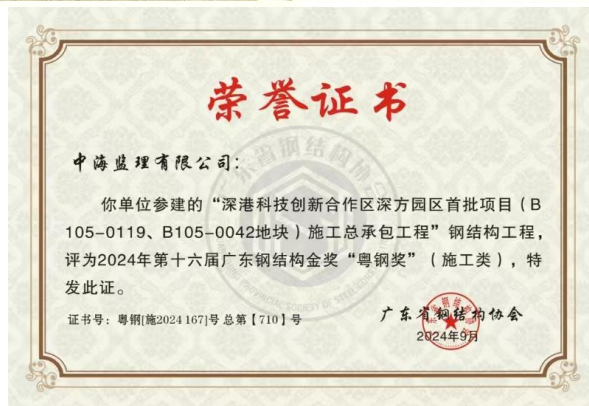 荣誉证书
中海监理有限公司：
你单位参建的“深港科技创新合作区深方园区首批项目（B
105-0119、B105-0042地块）施工总承包工程”钢结构工程，
评为2024年第十六届广东钢结构金奖“粤钢奖”（施工类），特
发此证。
证书号：粤钢[施2024 167]号 总第【710】号
广东省钢结构协会
2024年9月